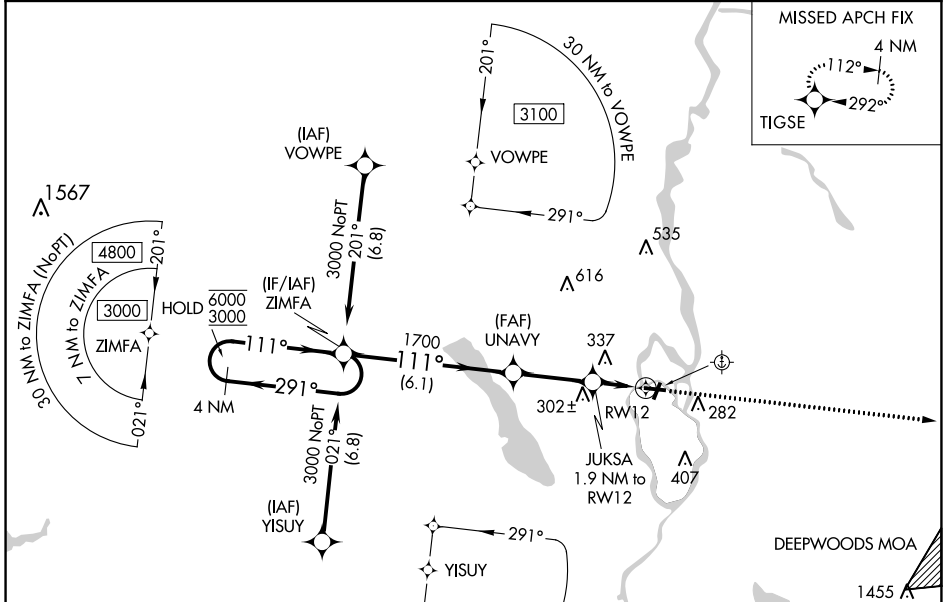 MISSED APCH FIX
4 NM
112°
292°
TIGSE
201°
30 NM to VOWPE
3100
VOWPE
291°
(IAF)
VOWPE
3000 NoPT
201°
(6.8)
1567
30 NM to ZIMFA (NoPT)
4800
201°
7 NM to ZIMFA
3000
ZIMFA
021°
HOLD
6000
3000
(IF/IAF)
ZIMFA
111°
291°
4 NM
1700
111°
(6.1)
(FAF)
UNAVY
535
616
337
302±
RW12
282
JUKSA
1.9 NM to
RW12
407
3000 NoPT
021°
(6.8)
(IAF)
YISUY
291°
YISUY
DEEPWOODS MOA
1455